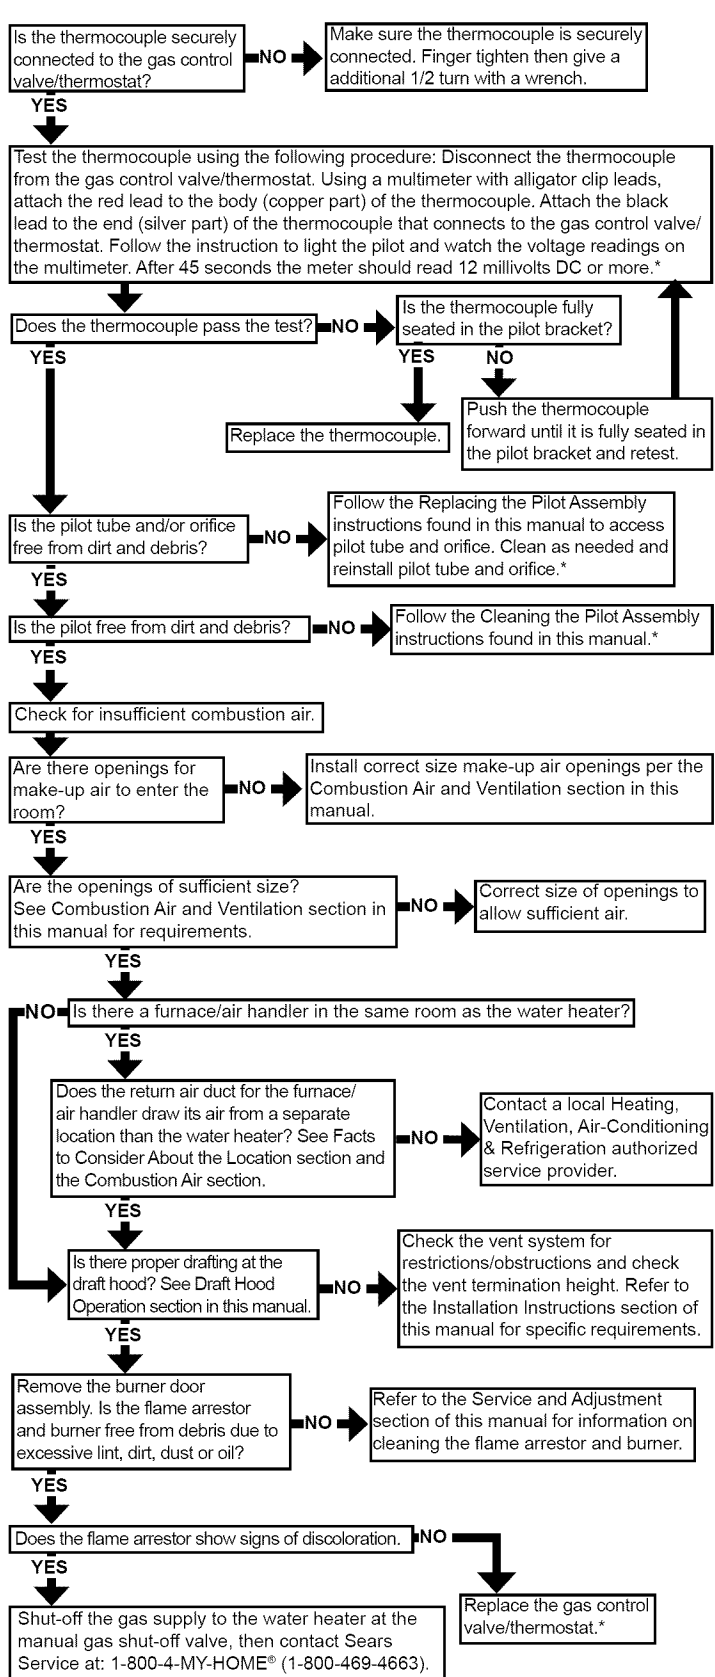 Is the thermocouple securely
connected to the gas control
valve/thermostat?
NO
Make sure the thermocouple is securely
connected. Finger tighten then give a
additional 1/2 turn with a wrench.
YES
Test the thermocouple using the following procedure: Disconnect the thermocouple
from the gas control valve/thermostat. Using a multimeter with alligator clip leads,
attach the red lead to the body (copper part) of the thermocouple. Attach the black
lead to the end (silver part) of the thermocouple that connects to the gas control valve/
thermostat. Follow the instruction to light the pilot and watch the voltage readings on
the multimeter. After 45 seconds the meter should read 12 millivolts DC or more.*
Does the thermocouple pass the test?
NO
Is the thermocouple fully
seated in the pilot bracket?
YES
YES
NO
Replace the thermocouple.
Push the thermocouple
forward until it is fully seated in
the pilot bracket and retest.
Is the pilot tube and/or orifice
free from dirt and debris?
NO
Follow the Replacing the Pilot Assembly
instructions found in this manual to access
pilot tube and orifice. Clean as needed and
reinstall pilot tube and orifice.*
YES
Is the pilot free from dirt and debris?
NO
Follow the Cleaning the Pilot Assembly
instructions found in this manual.*
YES
Check for insufficient combustion air.
Are there openings for
make-up air to enter the
room?
NO
Install correct size make-up air openings per the
Combustion Air and Ventilation section in this
manual.
YES
Are the openings of sufficient size?
See Combustion Air and Ventilation section in
this manual for requirements.
NO
Correct size of openings to
allow sufficient air.
YES
NO
Is there a furnace/air handler in the same room as the water heater?
YES
Does the return air duct for the furnace/
air handler draw its air from a separate
location than the water heater? See Facts
to Consider About the Location section and
the Combustion Air section.
NO
Contact a local Heating,
Ventilation, Air-Conditioning
& Refrigeration authorized
service provider.
YES
Is there proper drafting at the
draft hood? See Draft Hood
Operation section in this manual.
NO
Check the vent system for
restrictions/obstructions and check
the vent termination height. Refer to
the Installation Instructions section of
this manual for specific requirements.
YES
Remove the burner door
assembly. Is the flame arrestor
and burner free from debris due to
excessive lint, dirt, dust or oil?
NO
Refer to the Service and Adjustment
section of this manual for information on
cleaning the flame arrestor and burner.
YES
Does the flame arrestor show signs of discoloration.
NO
YES
Replace the gas control
valve/thermostat.*
Shut-off the gas supply to the water heater at the
manual gas shut-off valve, then contact Sears
Service at: 1-800-4-MY-HOME® (1-800-469-4663).